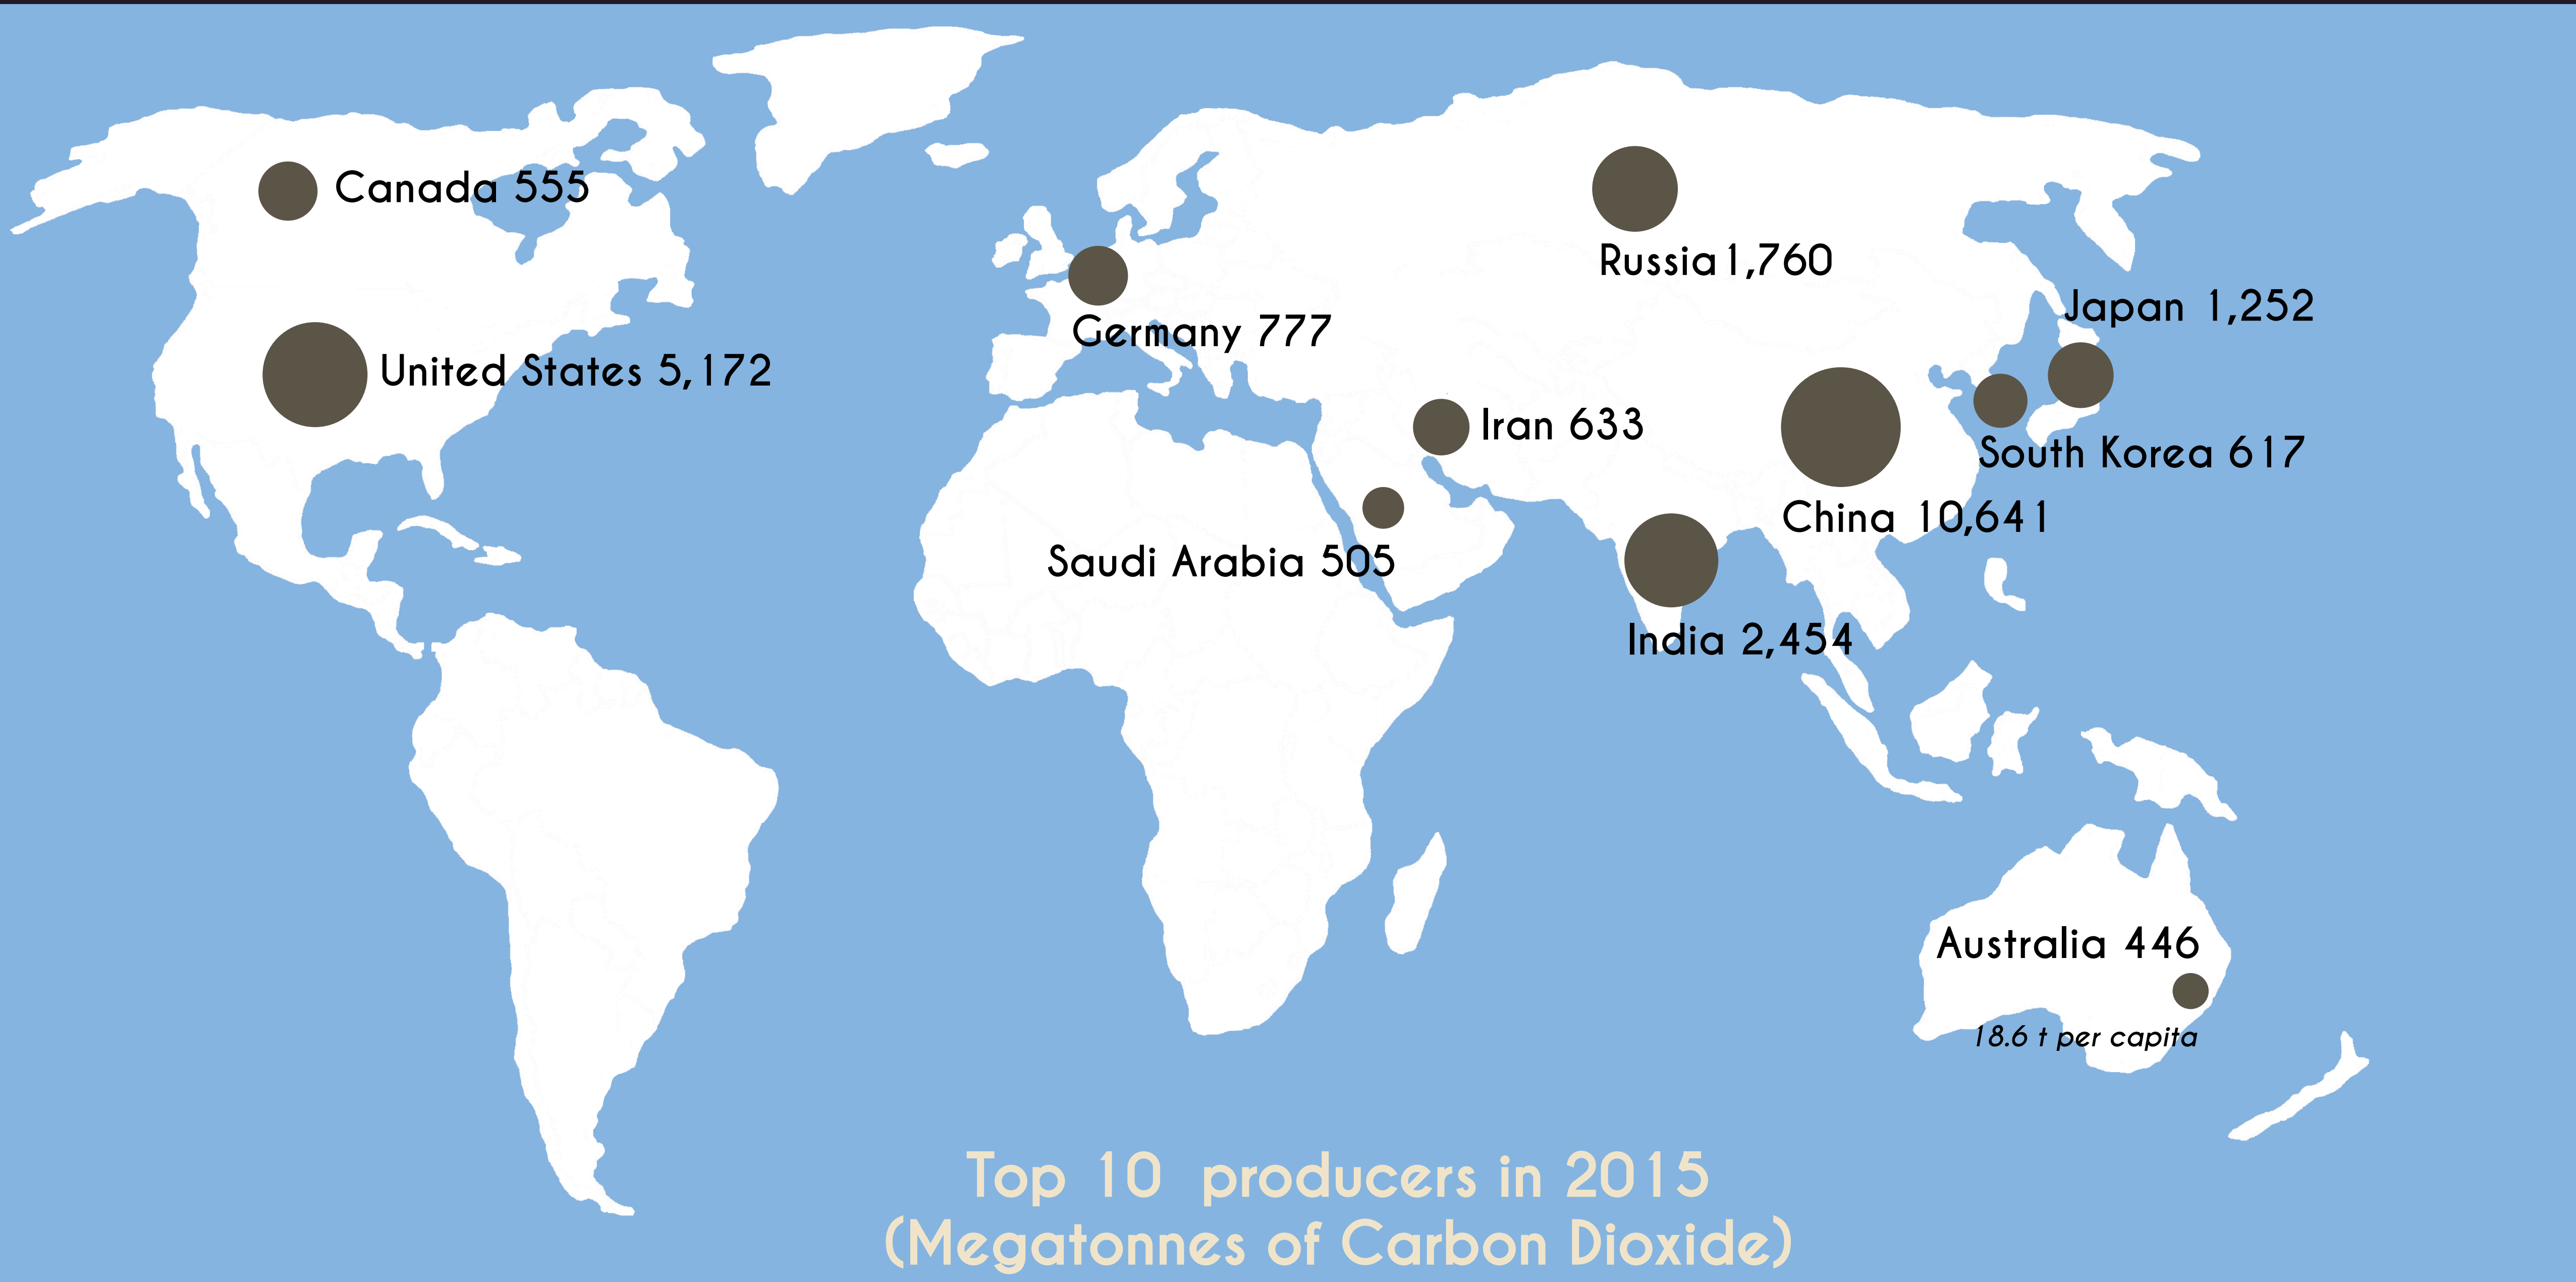 Canada 555
Russia 1,760
Japan 1,252
Germany 777
United States 5,172
Iran 633
South Korea 617
China 10,641
Saudi Arabia 505
India 2,454
Australia 446
18.6 t per capita
Top 10 producers in 2015
(Megatonnes of Carbon Dioxide)